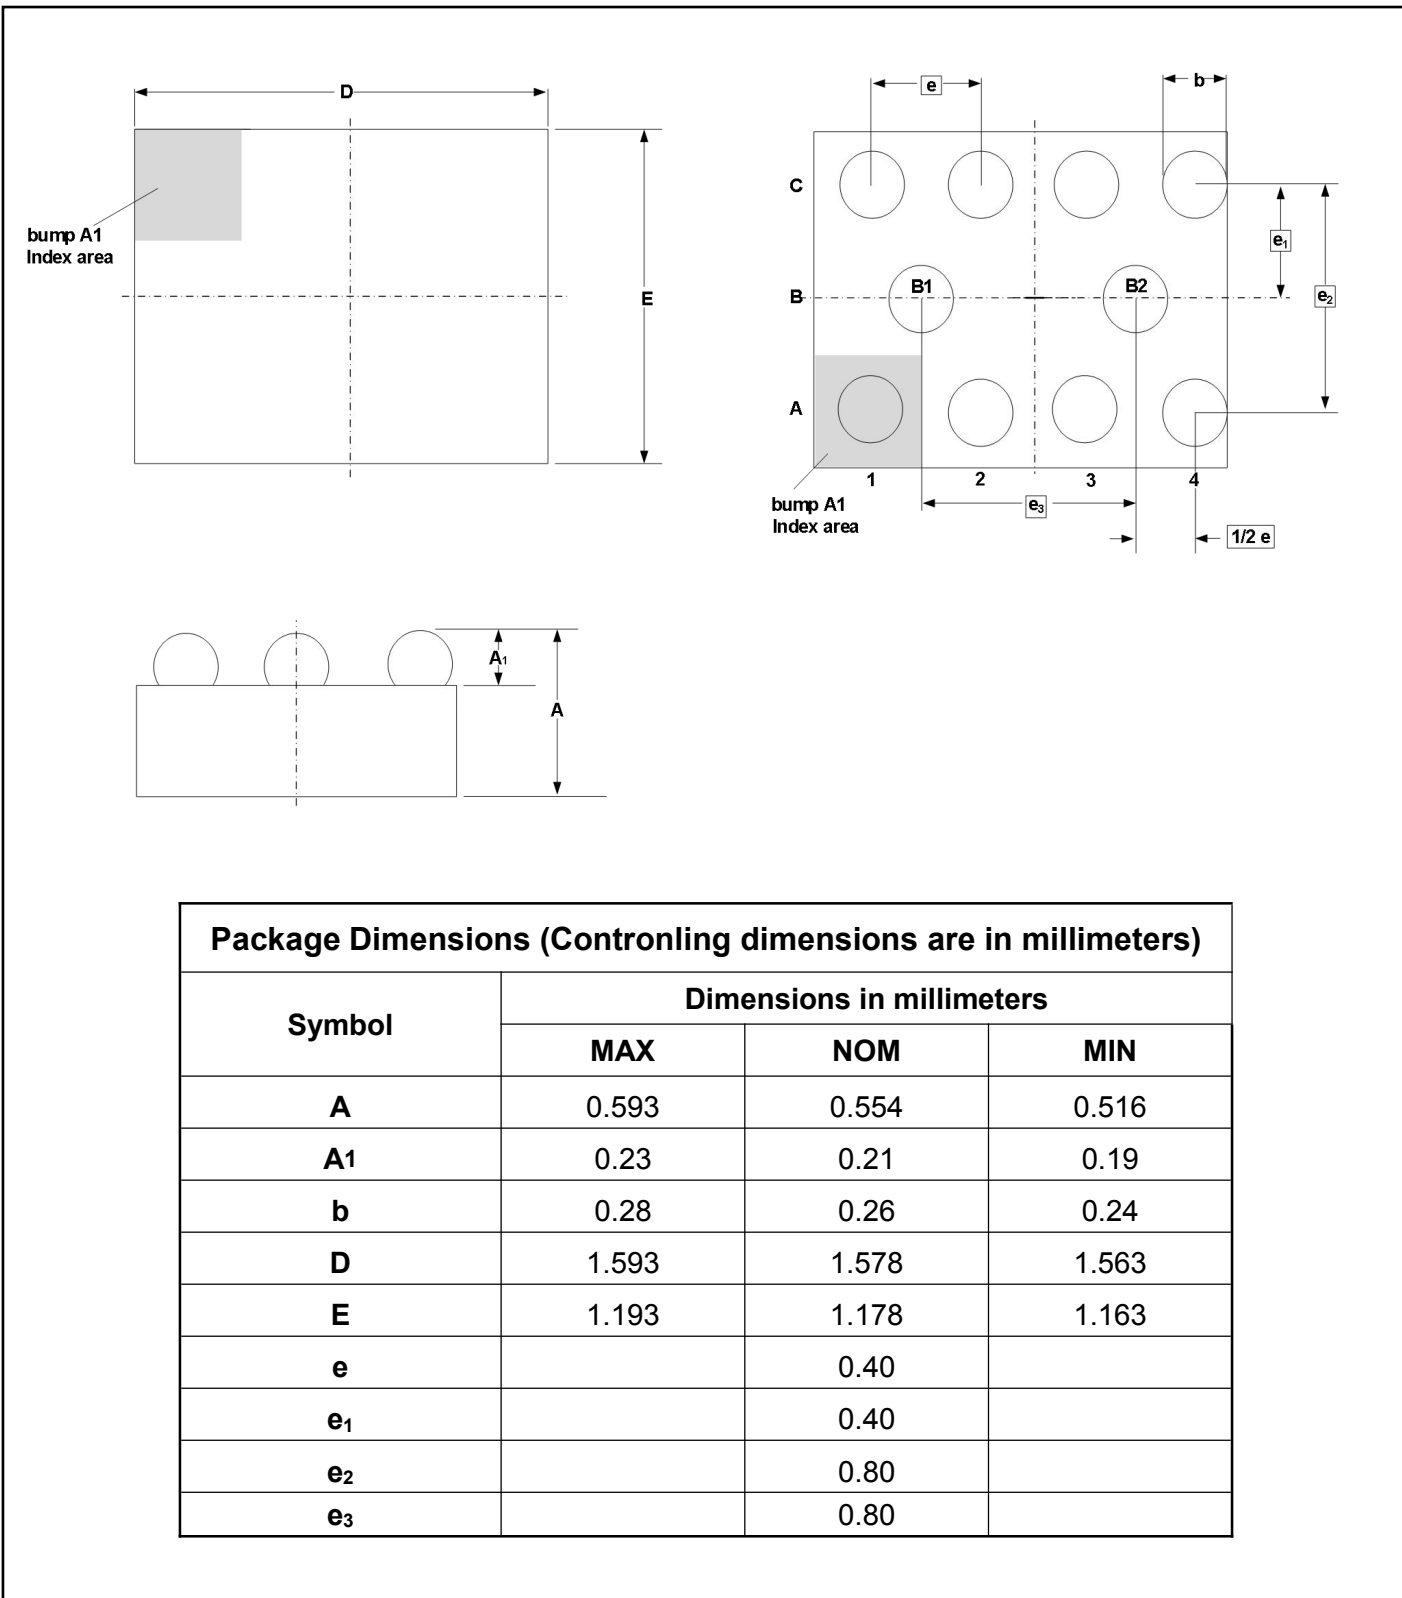 D
bump A1
Index area
E
e
b
C
B
A
B1
B2
e1
e2
1
2
3
4
bump A1
Index area
e3
1/2 e
A1
A
Package Dimensions (Contronling dimensions are in millimeters)
Symbol Dimensions in millimeters
MAX NOM MIN
A 0.593 0.554 0.516
A1 0.23 0.21 0.19
b 0.28 0.26 0.24
D 1.593 1.578 1.563
E 1.193 1.178 1.163
e 0.40
e1 0.40
e2 0.80
e3 0.80